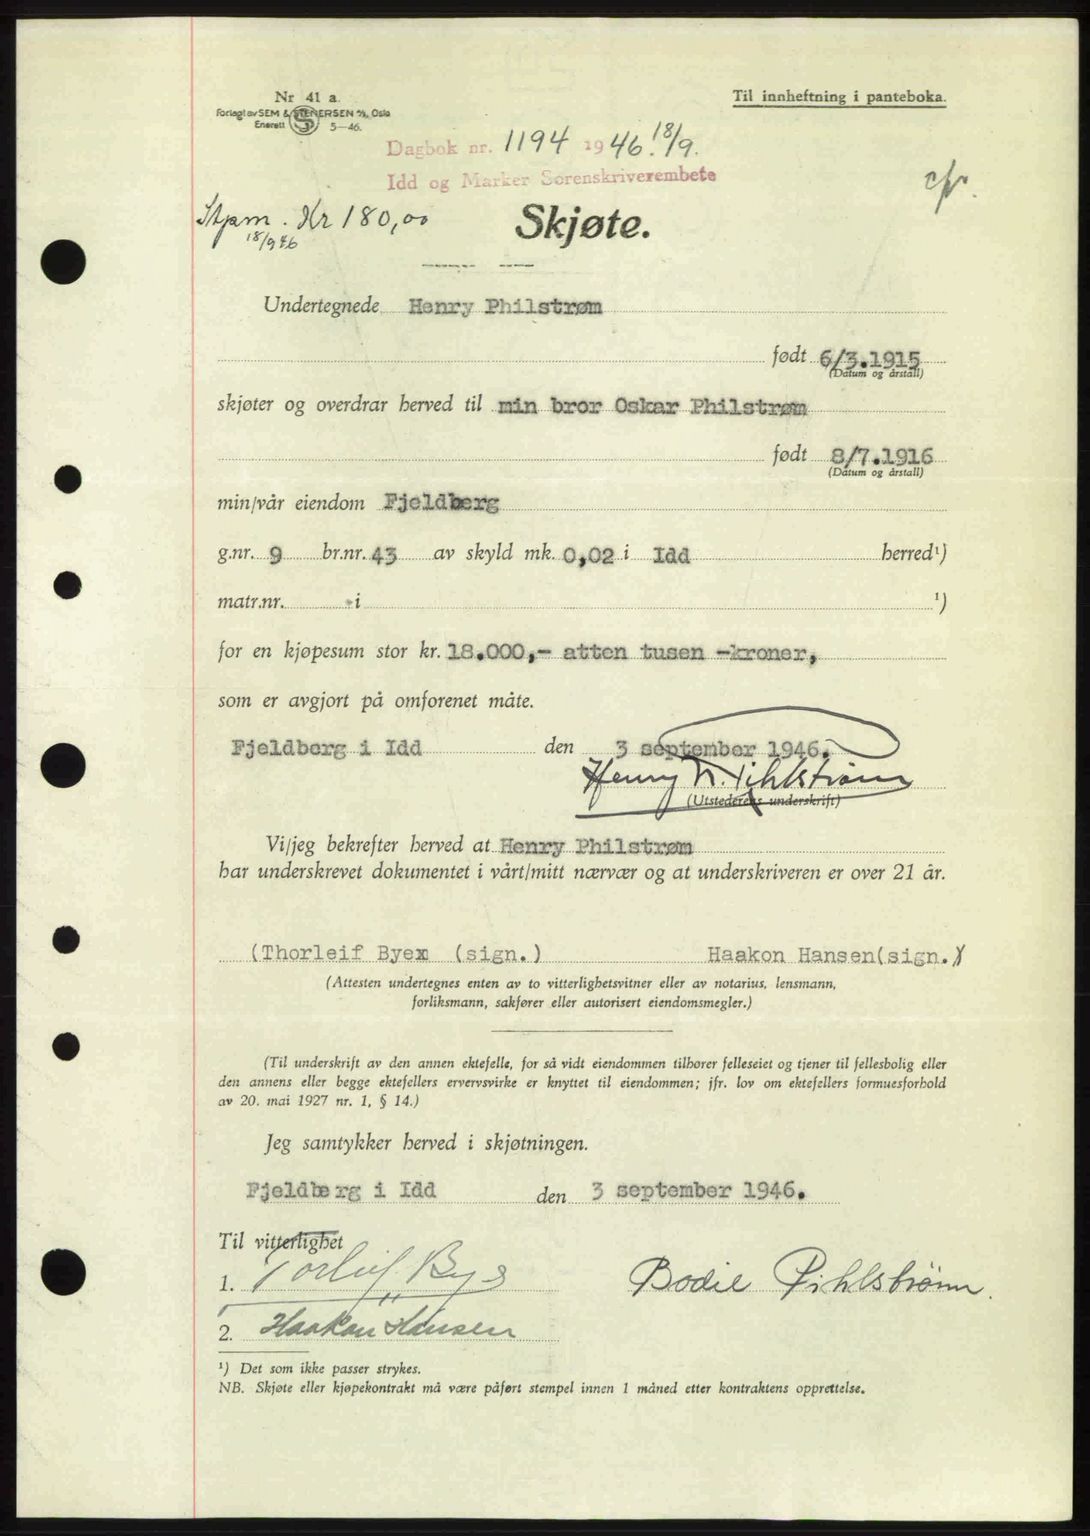 Nr 41 a.
Forlagt av SEM & STENERSEN A/S, Oslo
Enerett 5—46.
Til innheftning i panteboka.
Dagbok nr. 1194 1946. 18/9.
Idd og Marker Sorenskriverembete
Stpm. Kr 180,00
18/9 46
Skjøte.
Undertegnede Henry Philstrøm
født 6/3.1915
(Datum og årstall)
skjøter og overdrar herved til min bror Oskar Philstrøm
født 8/7.1916
(Datum og årstall)
min/vår eiendom Fjeldberg
g.nr. 9 br.nr. 43 av skyld mk. 0,02 i Idd herred¹)
matr.nr. i ¹)
for en kjøpesum stor kr. 18.000,- atten tusen -kroner,
som er avgjort på omforenet måte.
Fjeldberg i Idd den 3 september 1946.
Henry N. Pihlstrøm
(Utstederens underskrift)
Vi/jeg bekrefter herved at Henry Philstrøm
har underskrevet dokumentet i vårt/mitt nærvær og at underskriveren er over 21 år.
(Thorleif Byex (sign.) Haakon Hansen(sign.)
(Attesten undertegnes enten av to vitterlighetsvitner eller av notarius, lensmann,
forliksmann, sakfører eller autorisert eiendomsmegler.)
(Til underskrift av den annen ektefelle, for så vidt eiendommen tilhører felleseiet og tjener til fellesbolig eller
den annens eller begge ektefellers ervervsvirke er knyttet til eiendommen; jfr. lov om ektefellers formuesforhold
av 20. mai 1927 nr. 1, § 14.)
Jeg samtykker herved i skjøtningen.
Fjeldberg i Idd den 3 september 1946.
Til vitterlighet
1. Torleif Bye Bodil Pihlstrøm.
2. Haakon Hansen
¹) Det som ikke passer strykes.
NB. Skjøte eller kjøpekontrakt må være påført stempel innen 1 måned etter kontraktens opprettelse.